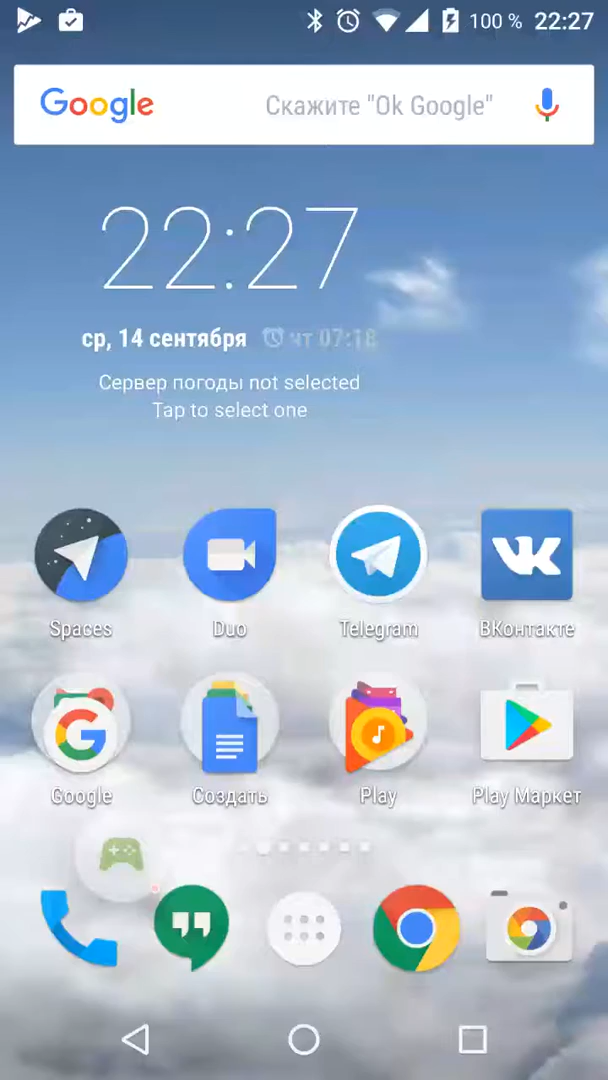 100 % 22:27
Google Скажите "Ok Google"
22:27
ср, 14 сентября чт 07:18
Сервер погоды not selected
Tap to select one
Spaces Duo Telegram ВКонтакте
Google Создать Play Play Маркет